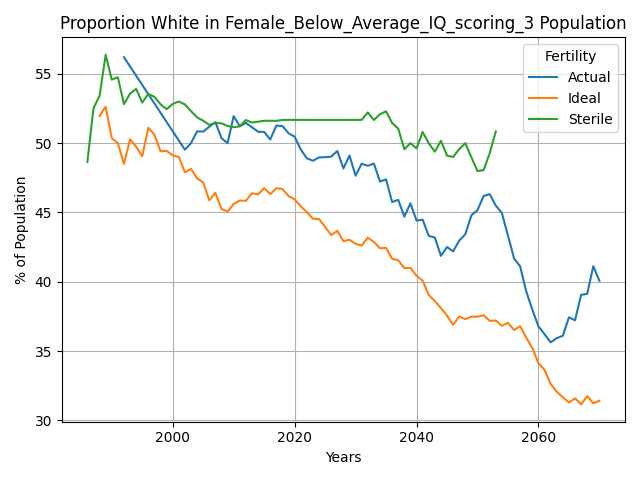 Proportion White in Female_Below_Average_IQ_scoring_3 Population
% of Population
55
50
45
40
35
30
Fertility
Actual
Ideal
Sterile
2000
2020
2040
2060
Years